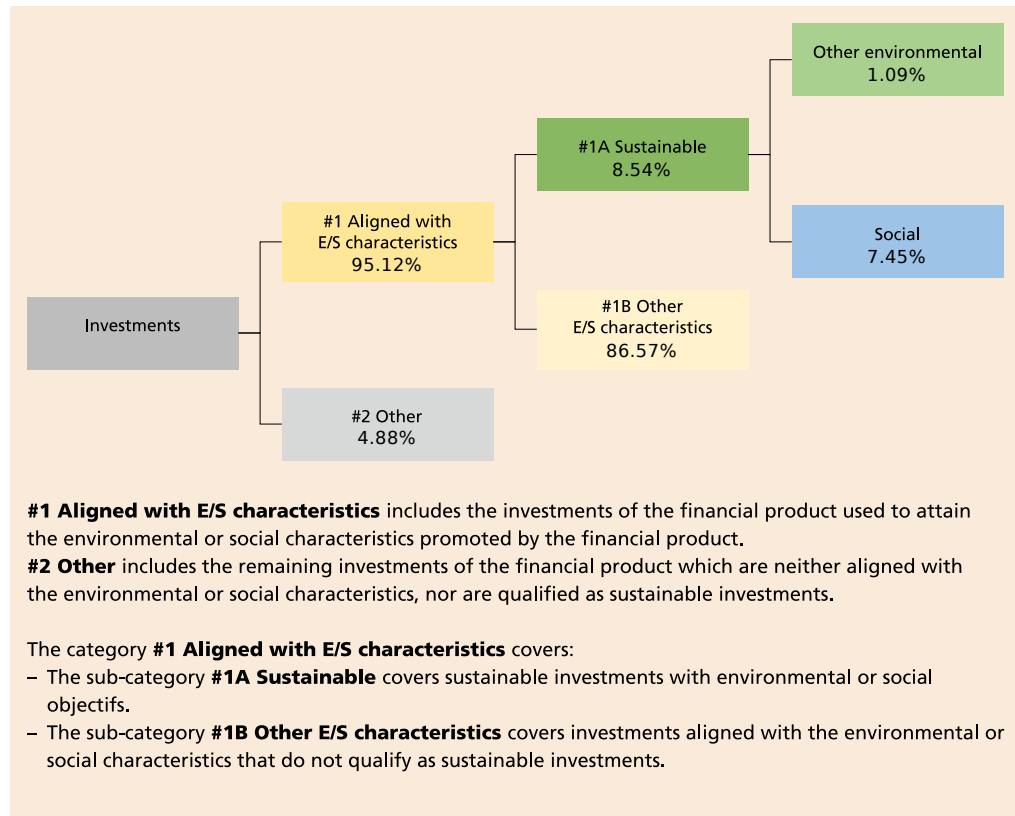 Other environmental
1.09%
#1A Sustainable
8.54%
#1 Aligned with
E/S characteristics
95.12%
Social
7.45%
#1B Other
E/S characteristics
86.57%
Investments
#2 Other
4.88%
#1 Aligned with E/S characteristics includes the investments of the financial product used to attain
the environmental or social characteristics promoted by the financial product.
#2 Other includes the remaining investments of the financial product which are neither aligned with
the environmental or social characteristics, nor are qualified as sustainable investments.
The category #1 Aligned with E/S characteristics covers:
– The sub-category #1A Sustainable covers sustainable investments with environmental or social
objectifs.
– The sub-category #1B Other E/S characteristics covers investments aligned with the environmental or
social characteristics that do not qualify as sustainable investments.